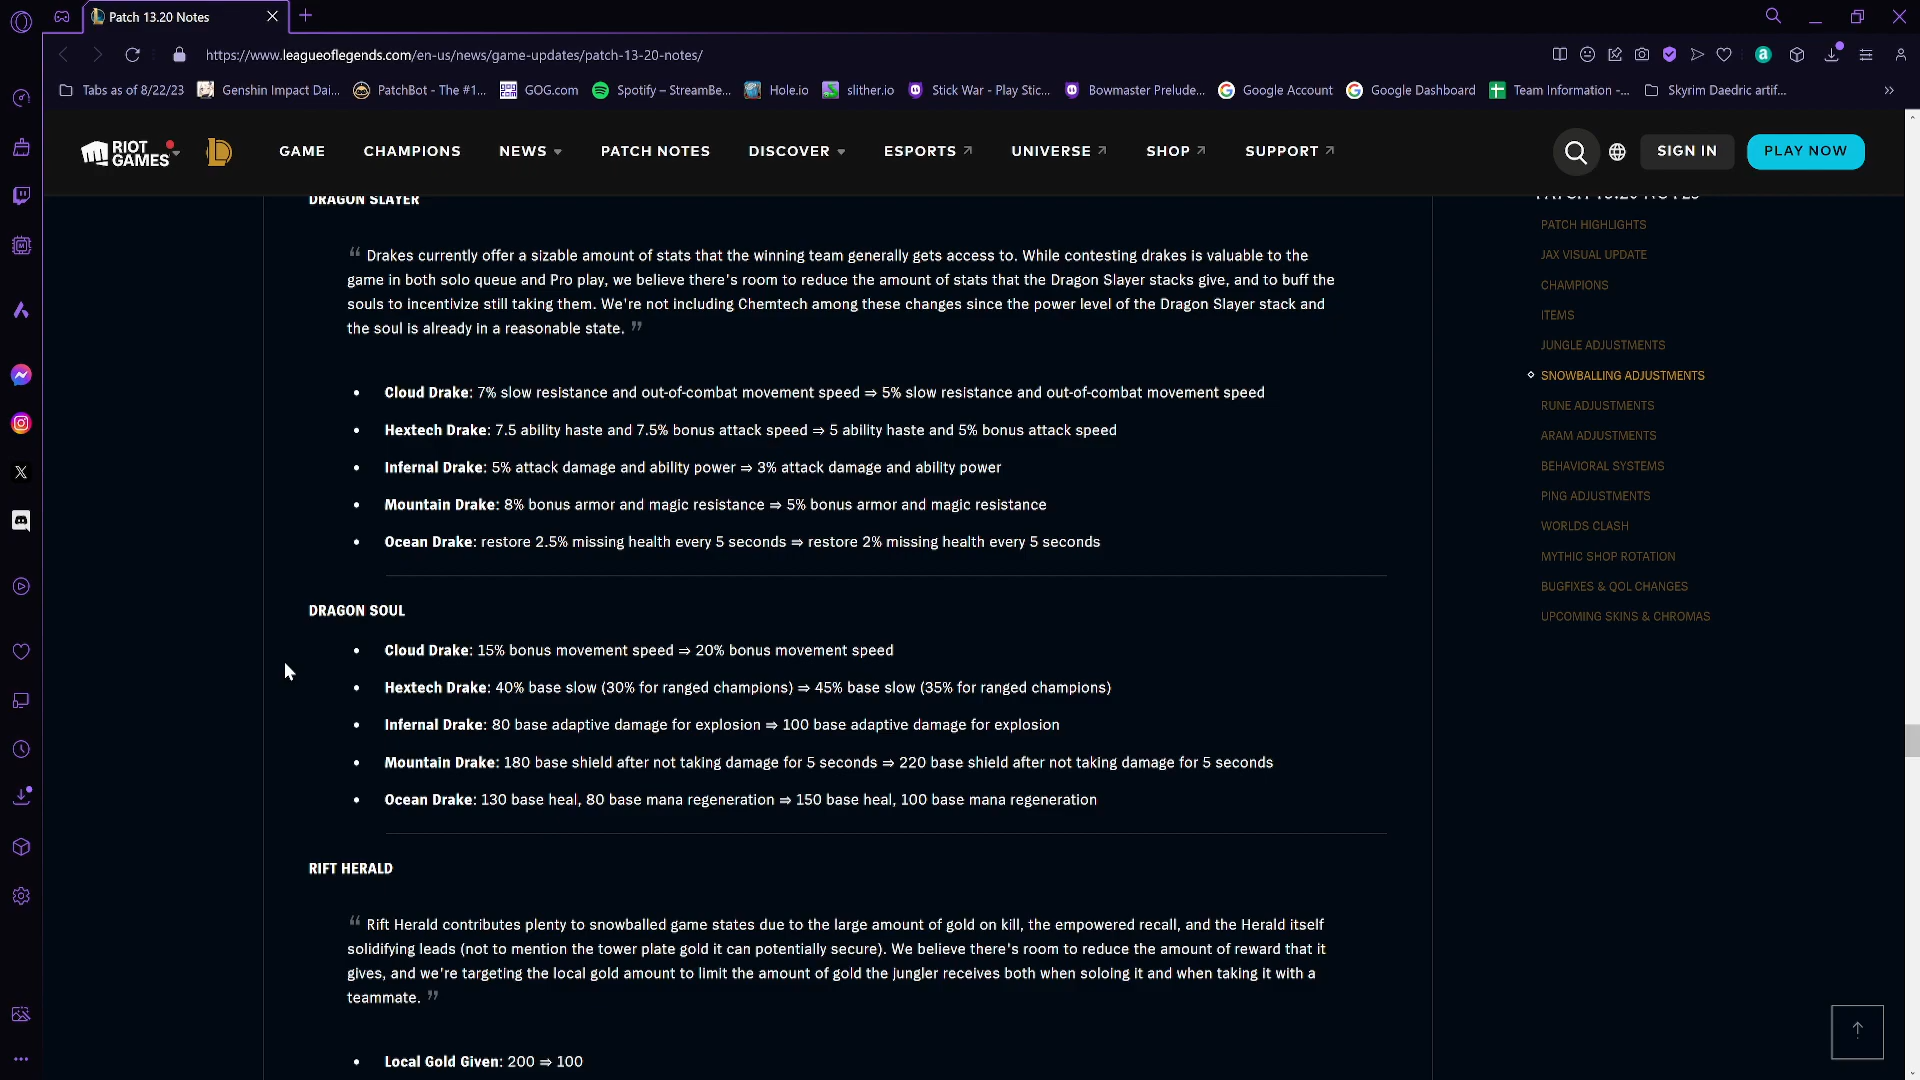 Patch 13.20 Notes
https://www.leagueoflegends.com/en-us/news/game-updates/patch-13-20-notes/
Tabs as of 8/22/23
Genshin Impact Dai...
PatchBot - The #1...
GOG.com
Spotify – StreamBe...
Hole.io
slither.io
Stick War - Play Stic...
Bowmaster Prelude...
Google Account
Google Dashboard
Team Information -...
Skyrim Daedric artif...
RIOT GAMES
GAME
CHAMPIONS
NEWS
PATCH NOTES
DISCOVER
ESPORTS
UNIVERSE
SHOP
SUPPORT
SIGN IN
PLAY NOW
DRAGON SLAYER
“ Drakes currently offer a sizable amount of stats that the winning team generally gets access to. While contesting drakes is valuable to the
game in both solo queue and Pro play, we believe there's room to reduce the amount of stats that the Dragon Slayer stacks give, and to buff the
souls to incentivize still taking them. We're not including Chemtech among these changes since the power level of the Dragon Slayer stack and
the soul is already in a reasonable state. ”
• Cloud Drake: 7% slow resistance and out-of-combat movement speed ⇒ 5% slow resistance and out-of-combat movement speed
• Hextech Drake: 7.5 ability haste and 7.5% bonus attack speed ⇒ 5 ability haste and 5% bonus attack speed
• Infernal Drake: 5% attack damage and ability power ⇒ 3% attack damage and ability power
• Mountain Drake: 8% bonus armor and magic resistance ⇒ 5% bonus armor and magic resistance
• Ocean Drake: restore 2.5% missing health every 5 seconds ⇒ restore 2% missing health every 5 seconds
DRAGON SOUL
• Cloud Drake: 15% bonus movement speed ⇒ 20% bonus movement speed
• Hextech Drake: 40% base slow (30% for ranged champions) ⇒ 45% base slow (35% for ranged champions)
• Infernal Drake: 80 base adaptive damage for explosion ⇒ 100 base adaptive damage for explosion
• Mountain Drake: 180 base shield after not taking damage for 5 seconds ⇒ 220 base shield after not taking damage for 5 seconds
• Ocean Drake: 130 base heal, 80 base mana regeneration ⇒ 150 base heal, 100 base mana regeneration
RIFT HERALD
“ Rift Herald contributes plenty to snowballed game states due to the large amount of gold on kill, the empowered recall, and the Herald itself
solidifying leads (not to mention the tower plate gold it can potentially secure). We believe there's room to reduce the amount of reward that it
gives, and we're targeting the local gold amount to limit the amount of gold the jungler receives both when soloing it and when taking it with a
teammate. ”
• Local Gold Given: 200 ⇒ 100
PATCH 13.20 NOTES
PATCH HIGHLIGHTS
JAX VISUAL UPDATE
CHAMPIONS
ITEMS
JUNGLE ADJUSTMENTS
SNOWBALLING ADJUSTMENTS
RUNE ADJUSTMENTS
ARAM ADJUSTMENTS
BEHAVIORAL SYSTEMS
PING ADJUSTMENTS
WORLDS CLASH
MYTHIC SHOP ROTATION
BUGFIXES & QOL CHANGES
UPCOMING SKINS & CHROMAS